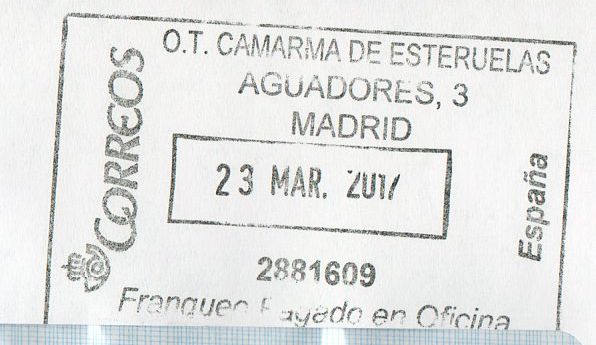 O.T. CAMARMA DE ESTERUELAS
AGUADORES, 3
MADRID
CORREOS
23 MAR. 2017
España
2881609
Franqueo Pagado en Oficina